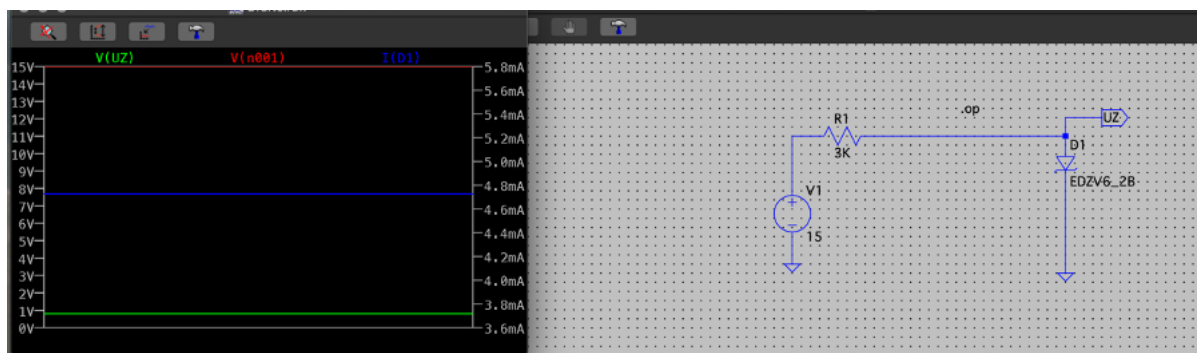 V(UZ) V(n001) I(D1)
15V 5.8mA
14V 5.6mA
13V
12V 5.4mA
11V 5.2mA
10V 5.0mA
9V
8V 4.8mA
7V 4.6mA
6V
5V 4.4mA
4V 4.2mA
3V 4.0mA
2V
1V 3.8mA
0V 3.6mA
.op
R1
3K
UZ
D1
EDZV6_2B
V1
15